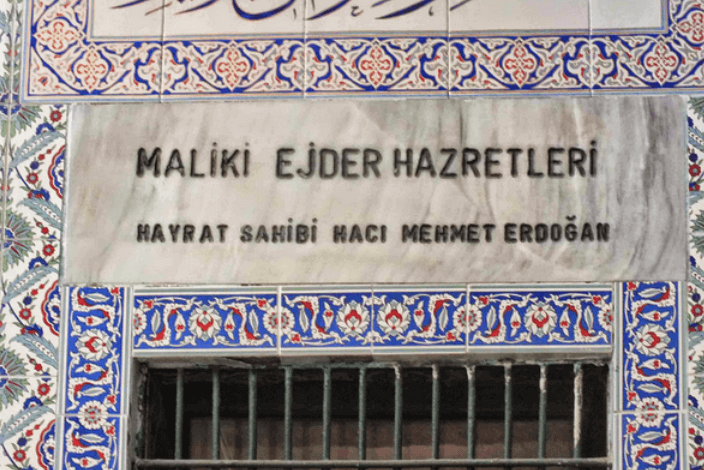 MALİKİ EJDER HAZRETLERİ
HAYRAT SAHİBİ HACI MEHMET ERDOĞAN